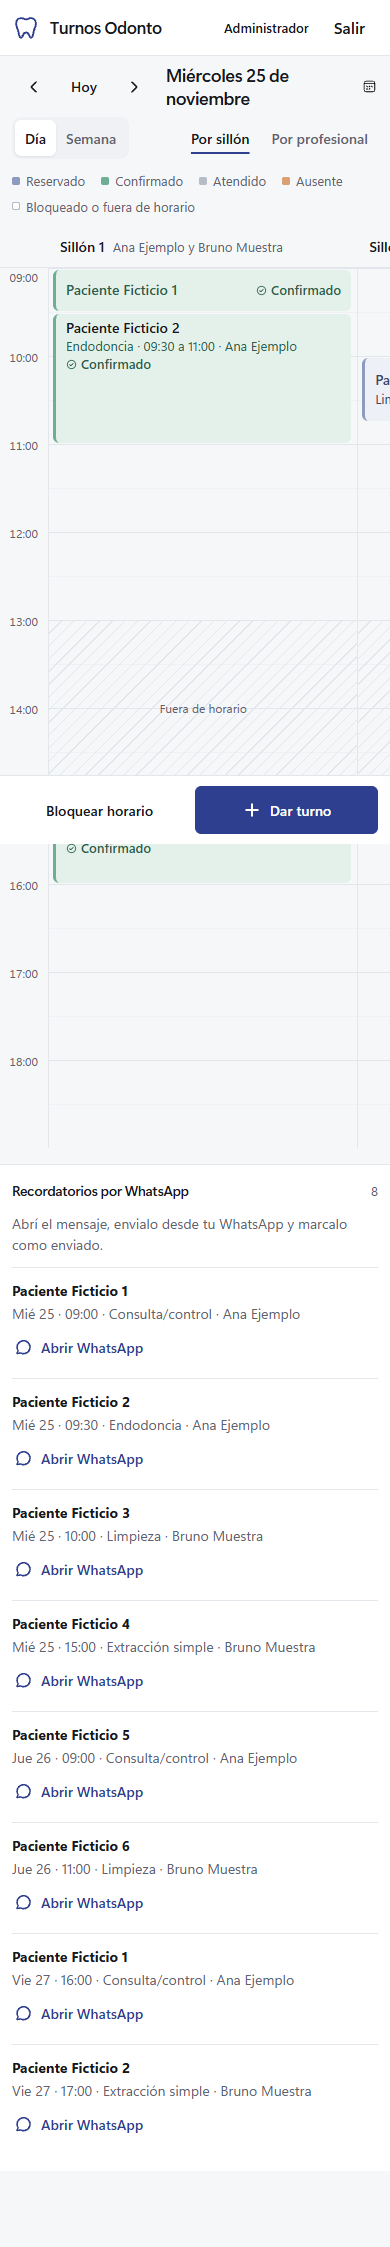 Turnos Odonto
Administrador
Salir
Hoy
Miércoles 25 de
noviembre
Día
Semana
Por sillón
Por profesional
Reservado
Confirmado
Atendido
Ausente
Bloqueado o fuera de horario
Sillón 1 Ana Ejemplo y Bruno Muestra
09:00
Paciente Ficticio 1
Confirmado
Paciente Ficticio 2
Endodoncia · 09:30 a 11:00 · Ana Ejemplo
Confirmado
10:00
11:00
12:00
13:00
14:00
Fuera de horario
Bloquear horario
Dar turno
Confirmado
16:00
17:00
18:00
Recordatorios por WhatsApp
8
Abrí el mensaje, envialo desde tu WhatsApp y marcalo
como enviado.
Paciente Ficticio 1
Mié 25 · 09:00 · Consulta/control · Ana Ejemplo
Abrir WhatsApp
Paciente Ficticio 2
Mié 25 · 09:30 · Endodoncia · Ana Ejemplo
Abrir WhatsApp
Paciente Ficticio 3
Mié 25 · 10:00 · Limpieza · Bruno Muestra
Abrir WhatsApp
Paciente Ficticio 4
Mié 25 · 15:00 · Extracción simple · Bruno Muestra
Abrir WhatsApp
Paciente Ficticio 5
Jue 26 · 09:00 · Consulta/control · Ana Ejemplo
Abrir WhatsApp
Paciente Ficticio 6
Jue 26 · 11:00 · Limpieza · Bruno Muestra
Abrir WhatsApp
Paciente Ficticio 1
Vie 27 · 16:00 · Consulta/control · Ana Ejemplo
Abrir WhatsApp
Paciente Ficticio 2
Vie 27 · 17:00 · Extracción simple · Bruno Muestra
Abrir WhatsApp